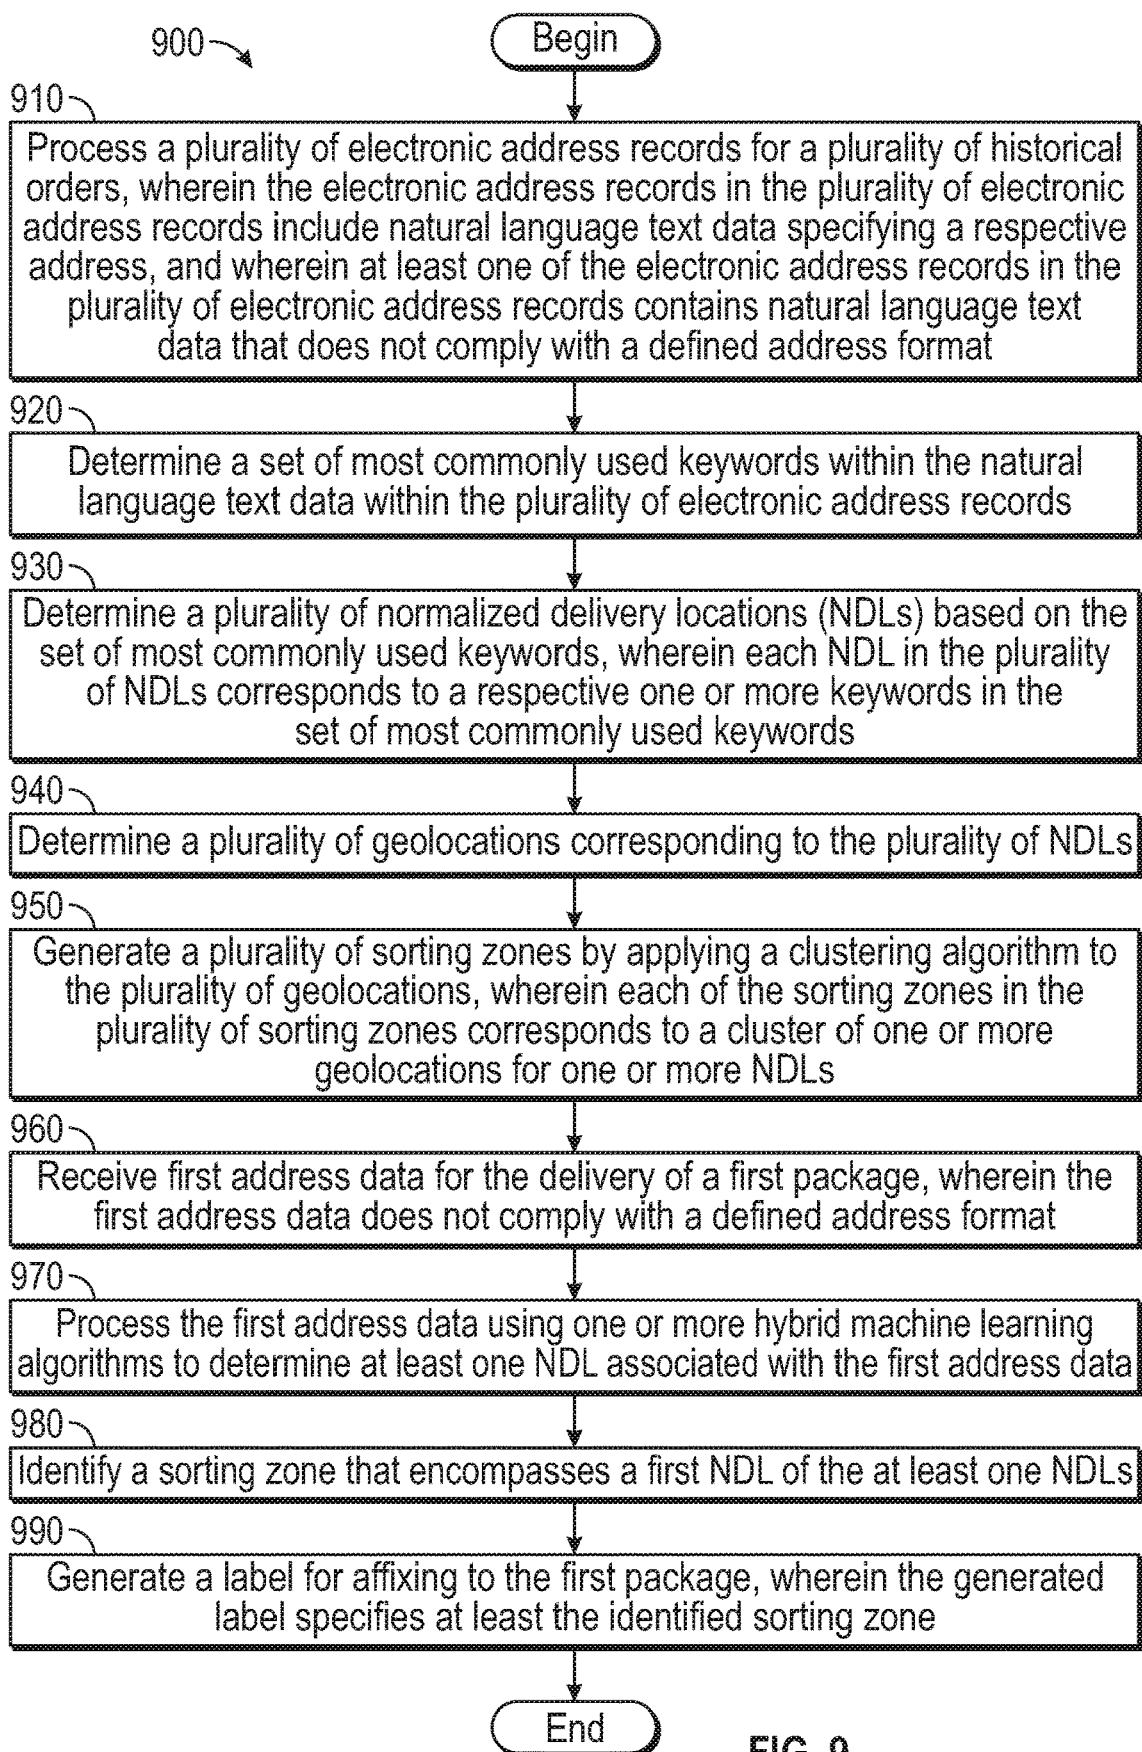 Begin
900
910
Process a plurality of electronic address records for a plurality of historical
orders, wherein the electronic address records in the plurality of electronic
address records include natural language text data specifying a respective
address, and wherein at least one of the electronic address records in the
plurality of electronic address records contains natural language text
data that does not comply with a defined address format
920
Determine a set of most commonly used keywords within the natural
language text data within the plurality of electronic address records
930
Determine a plurality of normalized delivery locations (NDLs) based on the
set of most commonly used keywords, wherein each NDL in the plurality
of NDLs corresponds to a respective one or more keywords in the
set of most commonly used keywords
940
Determine a plurality of geolocations corresponding to the plurality of NDLs
950
Generate a plurality of sorting zones by applying a clustering algorithm to
the plurality of geolocations, wherein each of the sorting zones in the
plurality of sorting zones corresponds to a cluster of one or more
geolocations for one or more NDLs
960
Receive first address data for the delivery of a first package, wherein the
first address data does not comply with a defined address format
970
Process the first address data using one or more hybrid machine learning
algorithms to determine at least one NDL associated with the first address data
980
Identify a sorting zone that encompasses a first NDL of the at least one NDLs
990
Generate a label for affixing to the first package, wherein the generated
label specifies at least the identified sorting zone
End
FIG. 9